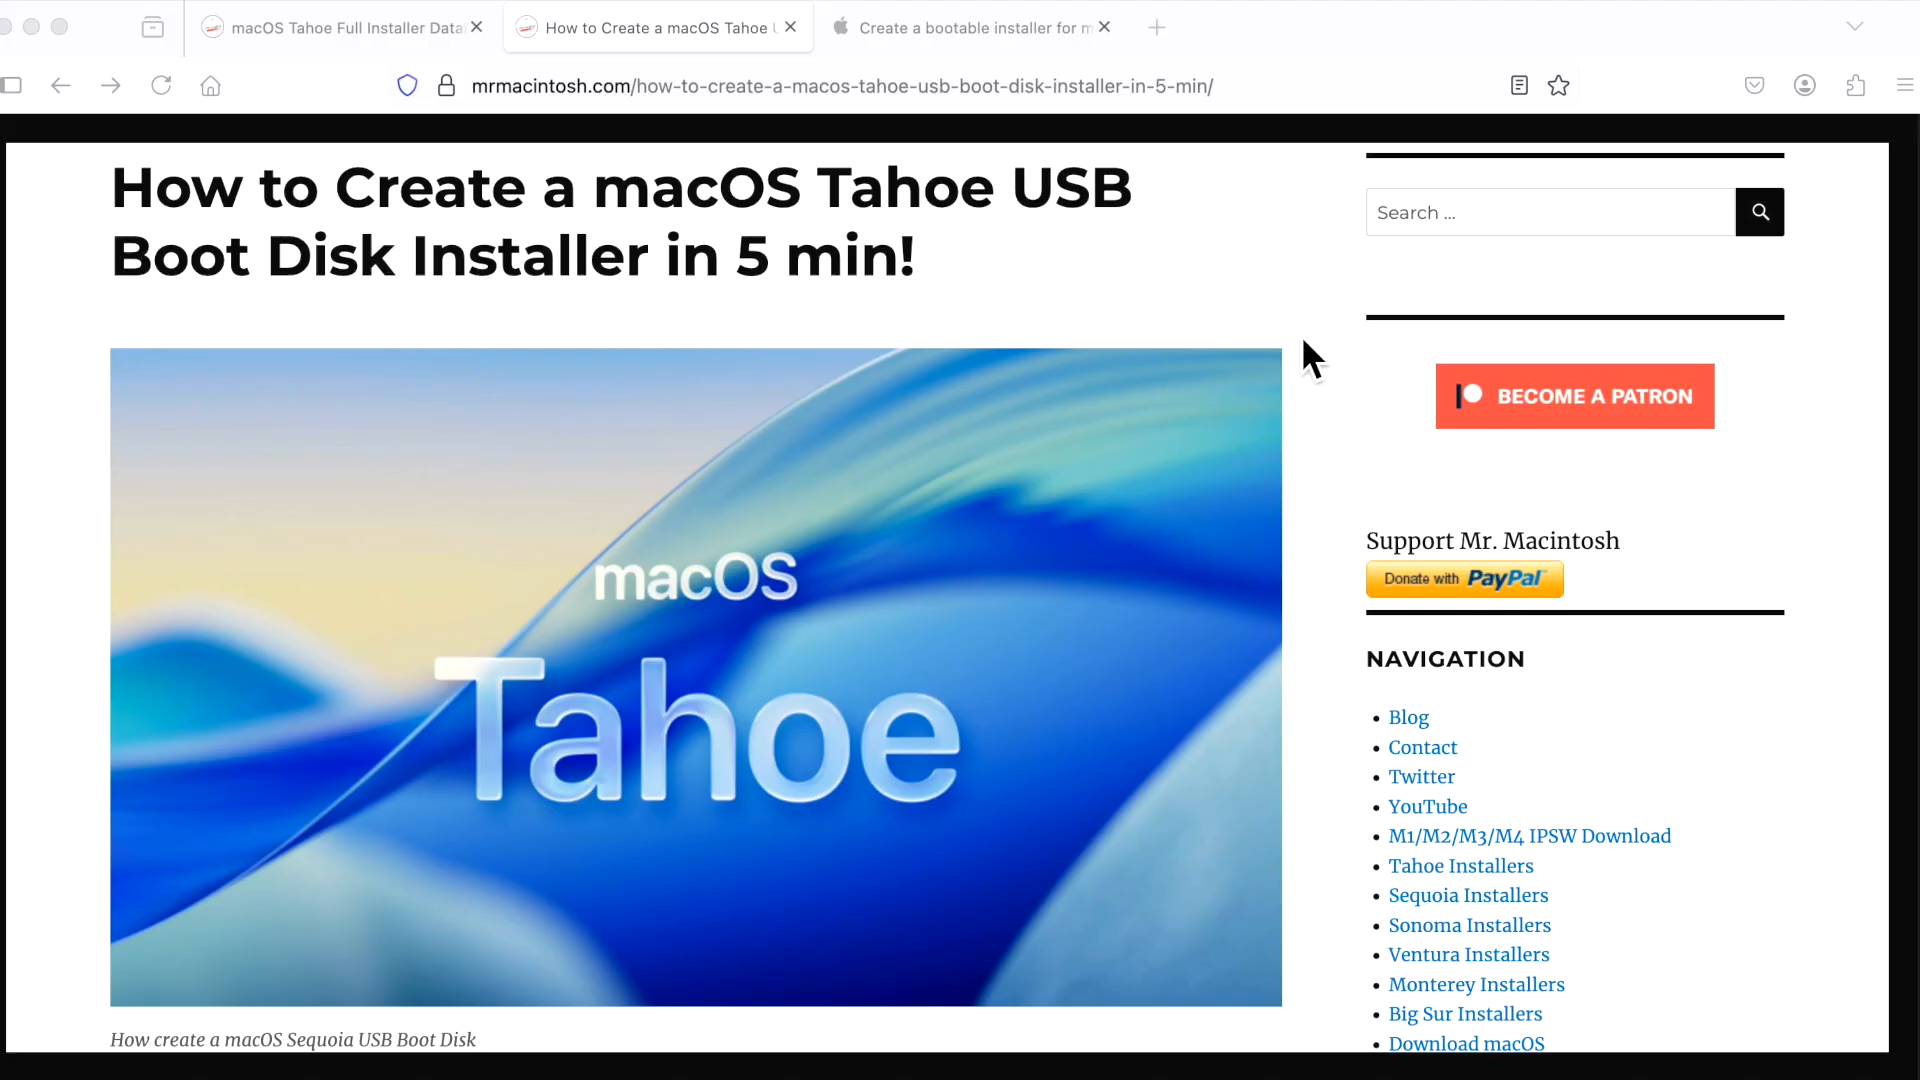 macOS Tahoe Full Installer Data
How to Create a macOS Tahoe
Create a bootable installer for m
mrmacintosh.com/how-to-create-a-macos-tahoe-usb-boot-disk-installer-in-5-min/
How to Create a macOS Tahoe USB
Boot Disk Installer in 5 min!
macOS
Tahoe
How create a macOS Sequoia USB Boot Disk
Search ...
BECOME A PATRON
Support Mr. Macintosh
Donate with PayPal
NAVIGATION
Blog
Contact
Twitter
YouTube
M1/M2/M3/M4 IPSW Download
Tahoe Installers
Sequoia Installers
Sonoma Installers
Ventura Installers
Monterey Installers
Big Sur Installers
Download macOS